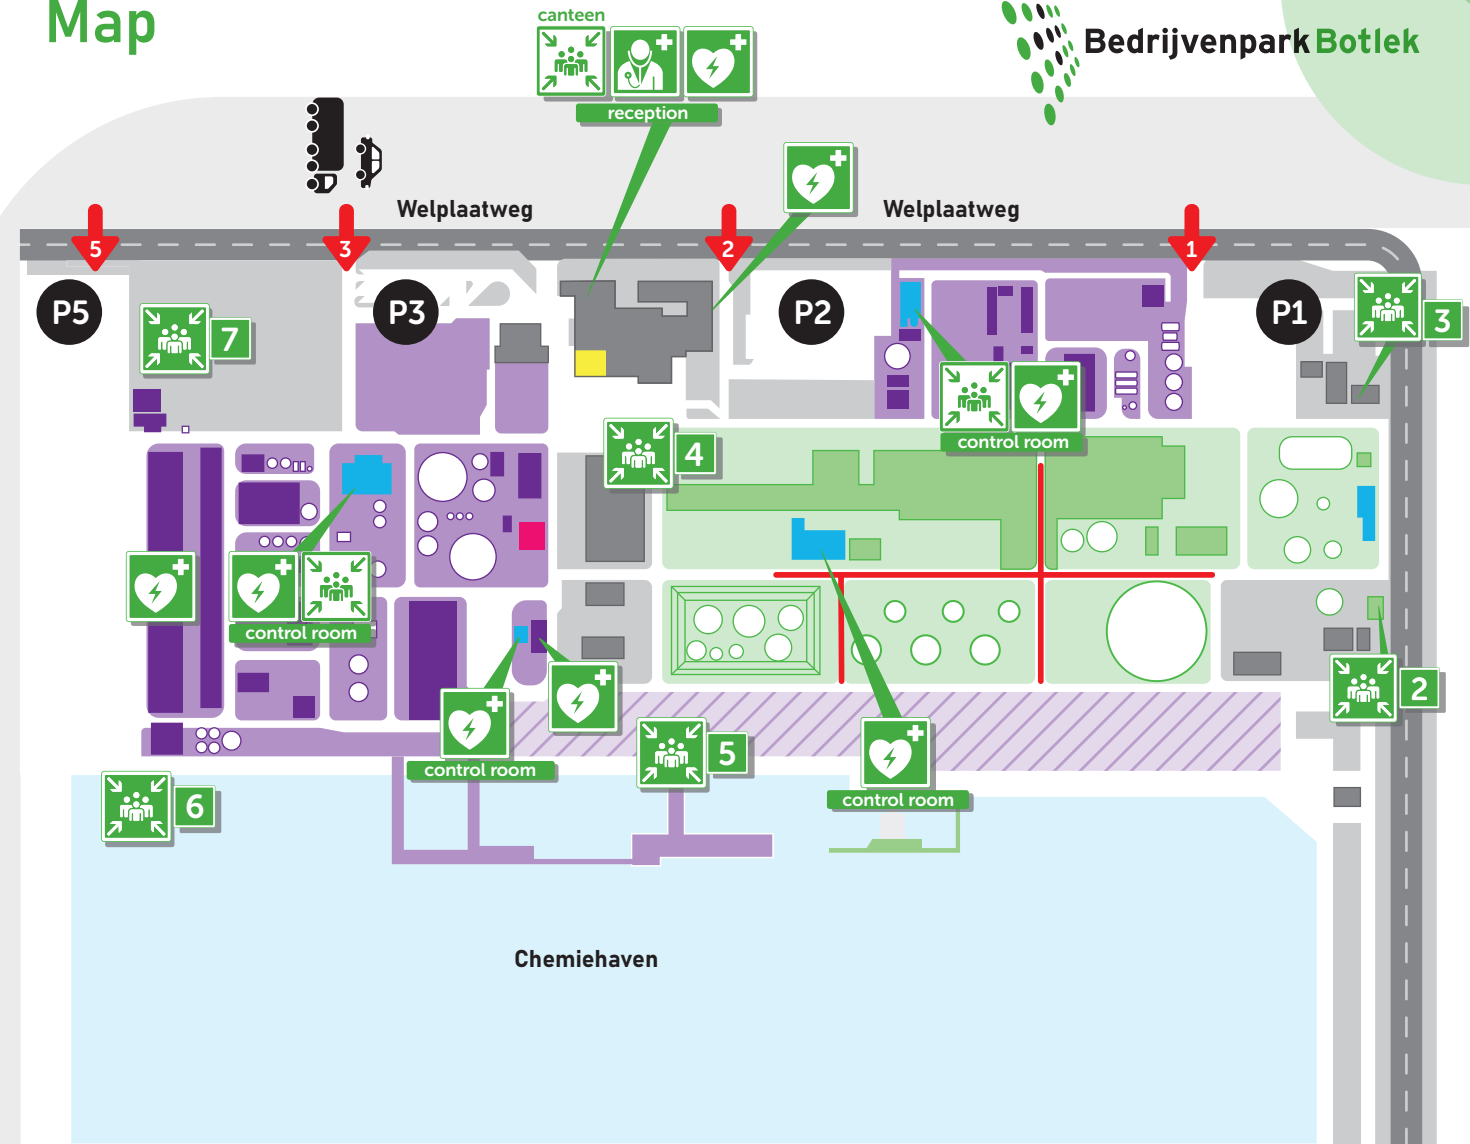 Map
canteen
reception
Bedrijvenpark Botlek
Welplaatweg
Welplaatweg
5
3
2
1
P5
P3
P2
P1
7
3
control room
4
control room
2
control room
5
control room
6
Chemiehaven